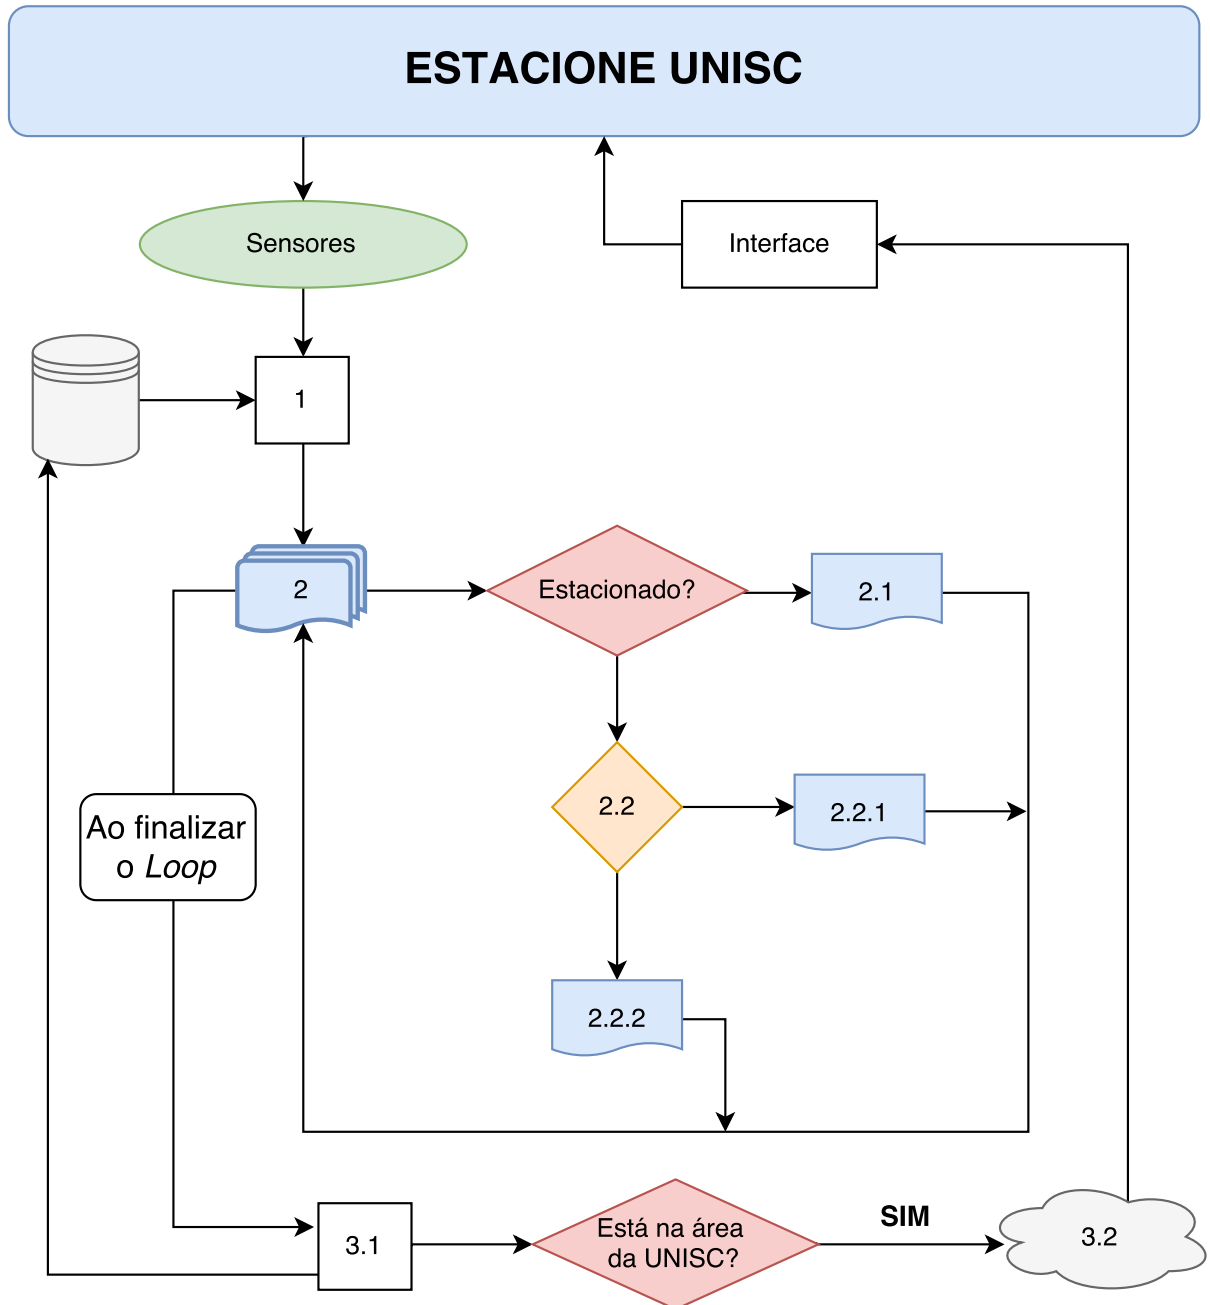 ESTACIONE UNISC
Sensores
Interface
1
2
Estacionado?
2.1
2.2
2.2.1
Ao finalizar
o Loop
2.2.2
3.1
Está na área
da UNISC?
SIM
3.2